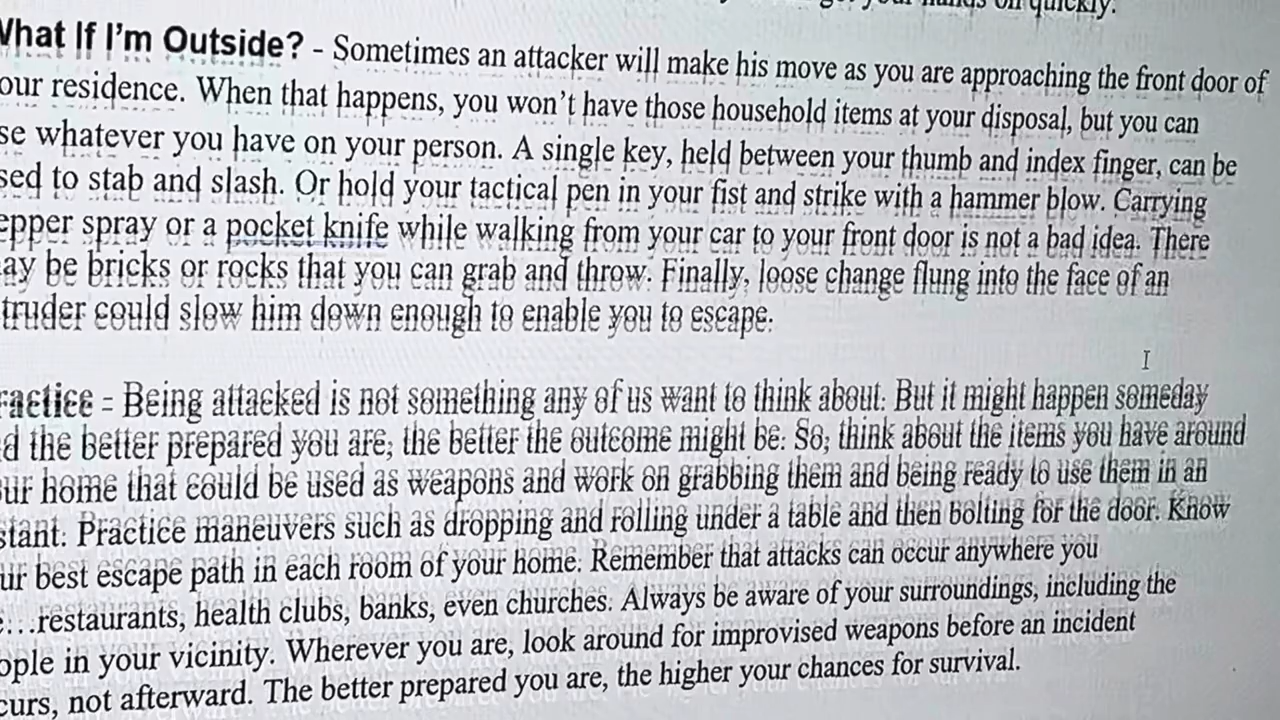 What If I'm Outside? - Sometimes an attacker will make his move as you are approaching the front door of
our residence. When that happens, you won't have those household items at your disposal, but you can
se whatever you have on your person. A single key, held between your thumb and index finger, can be
sed to stab and slash. Or hold your tactical pen in your fist and strike with a hammer blow. Carrying
epper spray or a pocket knife while walking from your car to your front door is not a bad idea. There
ay be bricks or rocks that you can grab and throw. Finally, loose change flung into the face of an
truder could slow him down enough to enable you to escape.
ractice - Being attacked is not something any of us want to think about. But it might happen someday
d the better prepared you are, the better the outcome might be. So, think about the items you have around
ur home that could be used as weapons and work on grabbing them and being ready to use them in an
stant. Practice maneuvers such as dropping and rolling under a table and then bolting for the door. Know
ur best escape path in each room of your home. Remember that attacks can occur anywhere you
...restaurants, health clubs, banks, even churches. Always be aware of your surroundings, including the
ople in your vicinity. Wherever you are, look around for improvised weapons before an incident
curs, not afterward. The better prepared you are, the higher your chances for survival.